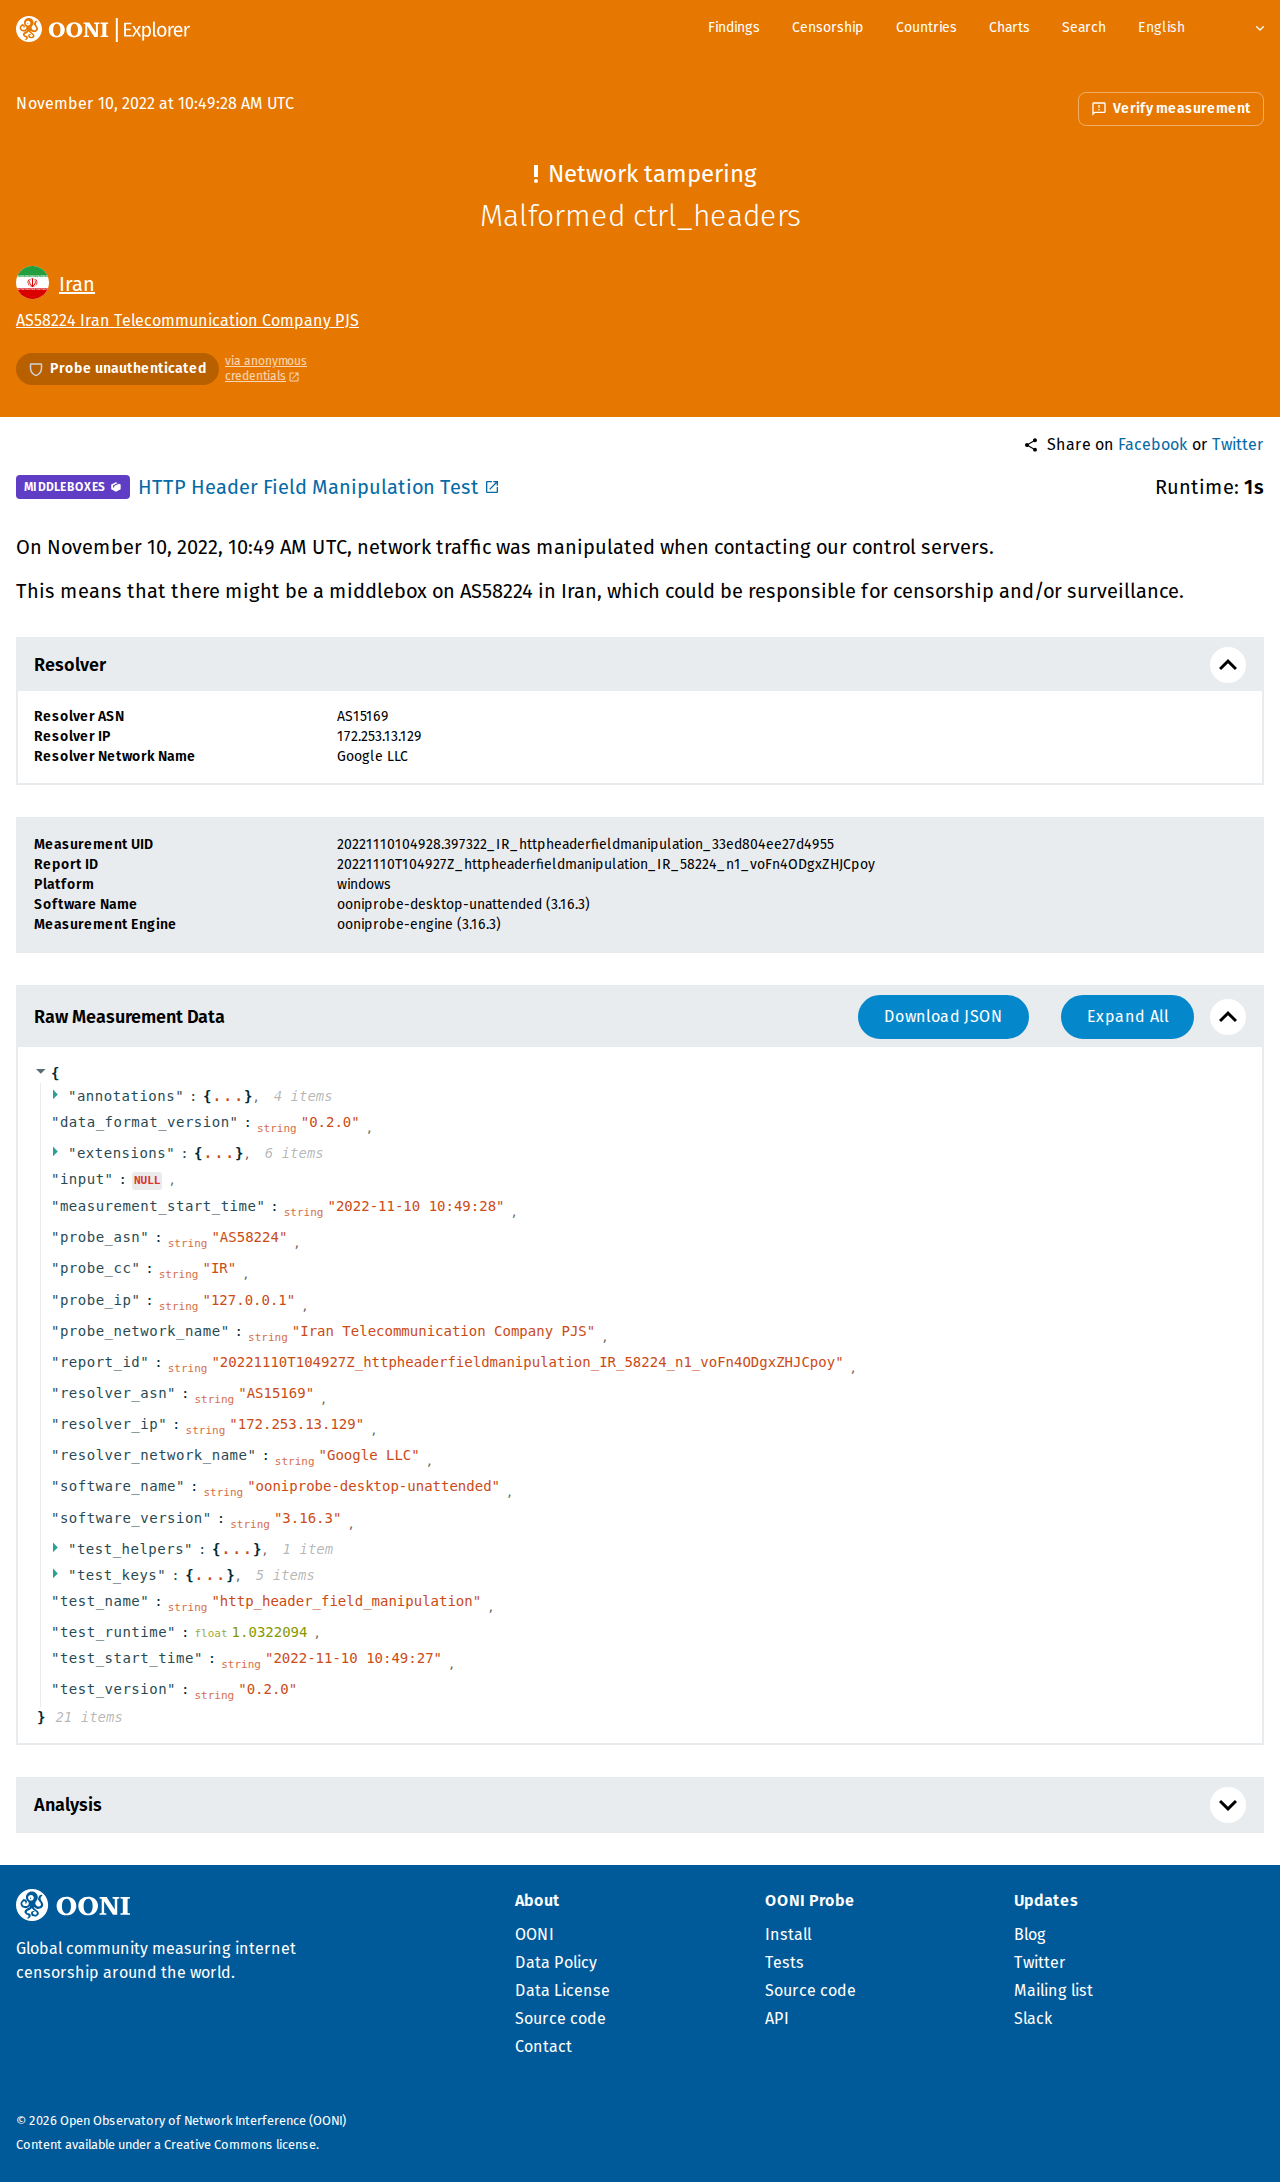 OONI Explorer
Findings
Censorship
Countries
Charts
Search
English
November 10, 2022 at 10:49:28 AM UTC
Verify measurement
Network tampering
Malformed ctrl_headers
Iran
AS58224 Iran Telecommunication Company PJS
Probe unauthenticated
via anonymous
credentials
Share on Facebook or Twitter
MIDDLEBOXES
HTTP Header Field Manipulation Test
Runtime: 1s
On November 10, 2022, 10:49 AM UTC, network traffic was manipulated when contacting our control servers.
This means that there might be a middlebox on AS58224 in Iran, which could be responsible for censorship and/or surveillance.
Resolver
Resolver ASN AS15169
Resolver IP 172.253.13.129
Resolver Network Name Google LLC
Measurement UID 20221110104928.397322_IR_httpheaderfieldmanipulation_33ed804ee27d4955
Report ID 20221110T104927Z_httpheaderfieldmanipulation_IR_58224_n1_voFn4ODgxZHJCpoy
Platform windows
Software Name ooniprobe-desktop-unattended (3.16.3)
Measurement Engine ooniprobe-engine (3.16.3)
Raw Measurement Data
Download JSON
Expand All
{
"annotations" : {...}, 4 items
"data_format_version" : string "0.2.0" ,
"extensions" : {...}, 6 items
"input" : NULL ,
"measurement_start_time" : string "2022-11-10 10:49:28" ,
"probe_asn" : string "AS58224" ,
"probe_cc" : string "IR" ,
"probe_ip" : string "127.0.0.1" ,
"probe_network_name" : string "Iran Telecommunication Company PJS" ,
"report_id" : string "20221110T104927Z_httpheaderfieldmanipulation_IR_58224_n1_voFn4ODgxZHJCpoy" ,
"resolver_asn" : string "AS15169" ,
"resolver_ip" : string "172.253.13.129" ,
"resolver_network_name" : string "Google LLC" ,
"software_name" : string "ooniprobe-desktop-unattended" ,
"software_version" : string "3.16.3" ,
"test_helpers" : {...}, 1 item
"test_keys" : {...}, 5 items
"test_name" : string "http_header_field_manipulation" ,
"test_runtime" : float 1.0322094 ,
"test_start_time" : string "2022-11-10 10:49:27" ,
"test_version" : string "0.2.0"
} 21 items
Analysis
OONI
Global community measuring internet
censorship around the world.
About
OONI
Data Policy
Data License
Source code
Contact
OONI Probe
Install
Tests
Source code
API
Updates
Blog
Twitter
Mailing list
Slack
© 2026 Open Observatory of Network Interference (OONI)
Content available under a Creative Commons license.